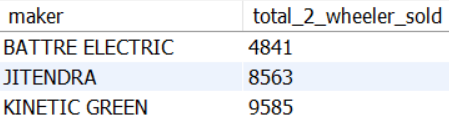 maker total_2_wheeler_sold
BATTRE ELECTRIC 4841
JITENDRA 8563
KINETIC GREEN 9585